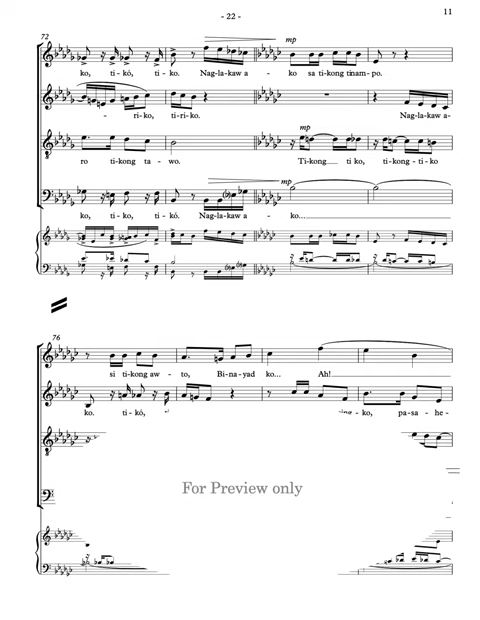 - 22 -
11
72
mp
ko, ti-kó, ti-ko. Nag-la-kaw a- ko sa ti-kong tinam-po.
ri-ko, ti-ri-ko. Nag-la-kaw a-
mp
ro ti-kong ta-wo. Ti-kong ti ko, ti-kong-ti-ko
mp
ko, ti-ko, ti-kó. Nag-la-kaw a- ko...
76
si ti-kong aw- to, Bi-na-yad ko... Ah!
ko. ti-kó, ko, pa-sa-he-
For Preview only